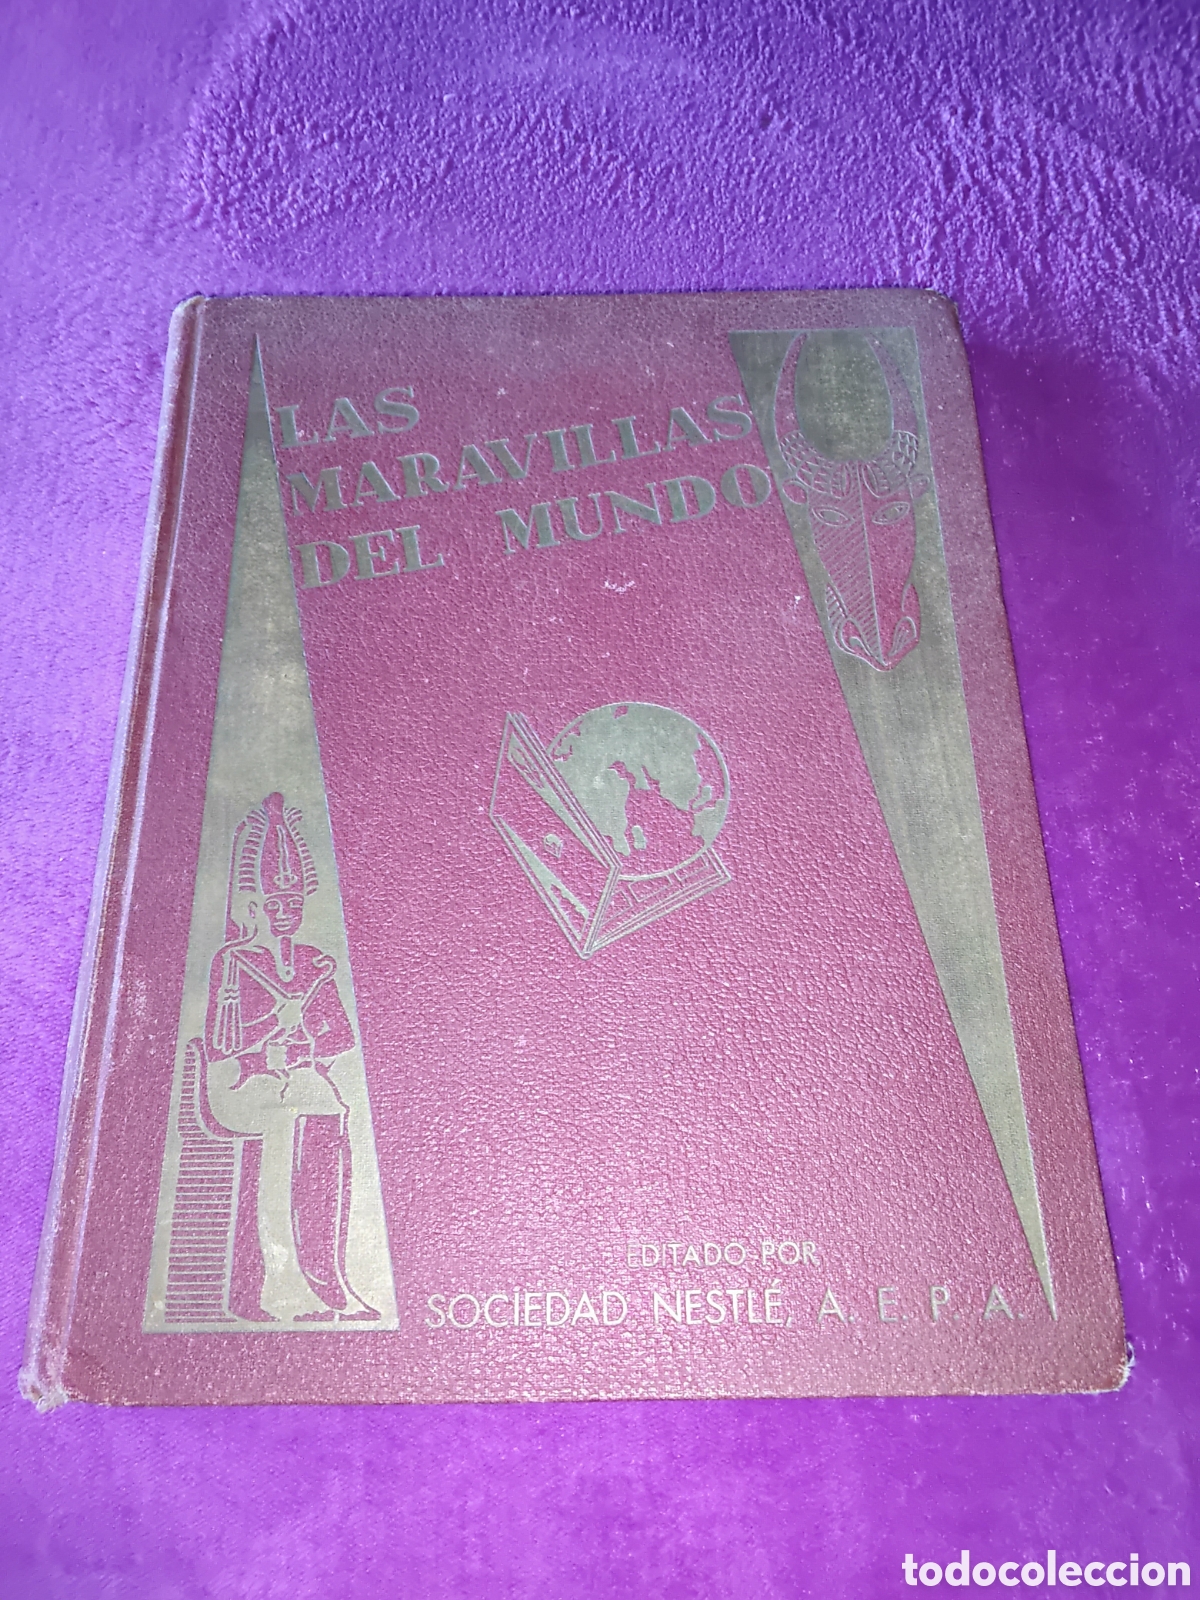 LAS
MARAVILLAS
DEL MUNDO
EDITADO POR
SOCIEDAD NESTLÉ, A. E. P. A.
todocoleccion